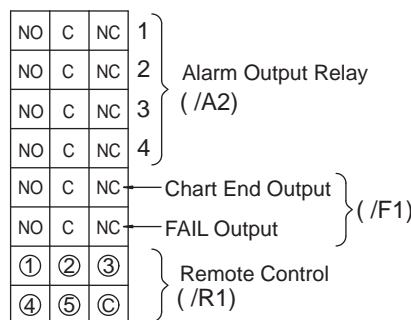 NO C NC 1
NO C NC 2
Alarm Output Relay
( /A2)
NO C NC 3
NO C NC 4
NO C NC Chart End Output
( /F1)
NO C NC FAIL Output
① ② ③ Remote Control
④ ⑤ Ⓒ ( /R1)